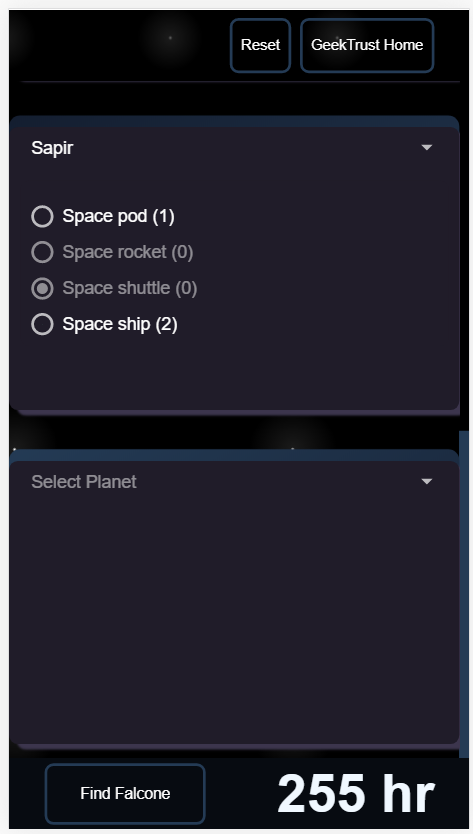 Reset GeekTrust Home
Sapir
Space pod (1)
Space rocket (0)
Space shuttle (0)
Space ship (2)
Select Planet
Find Falcone 255 hr